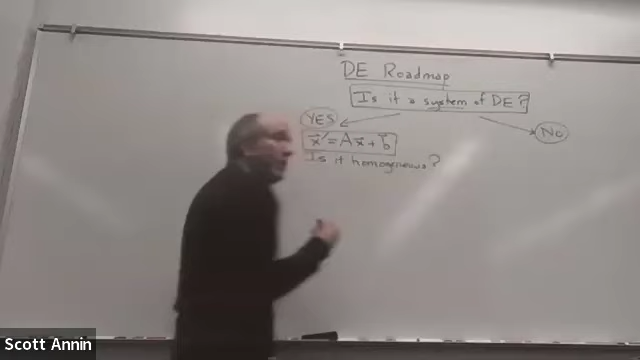 DE Roadmap
Is it a system of DE?
YES
No
x⃗' = Ax⃗ + b⃗
Is it homogeneous?
Scott Annin